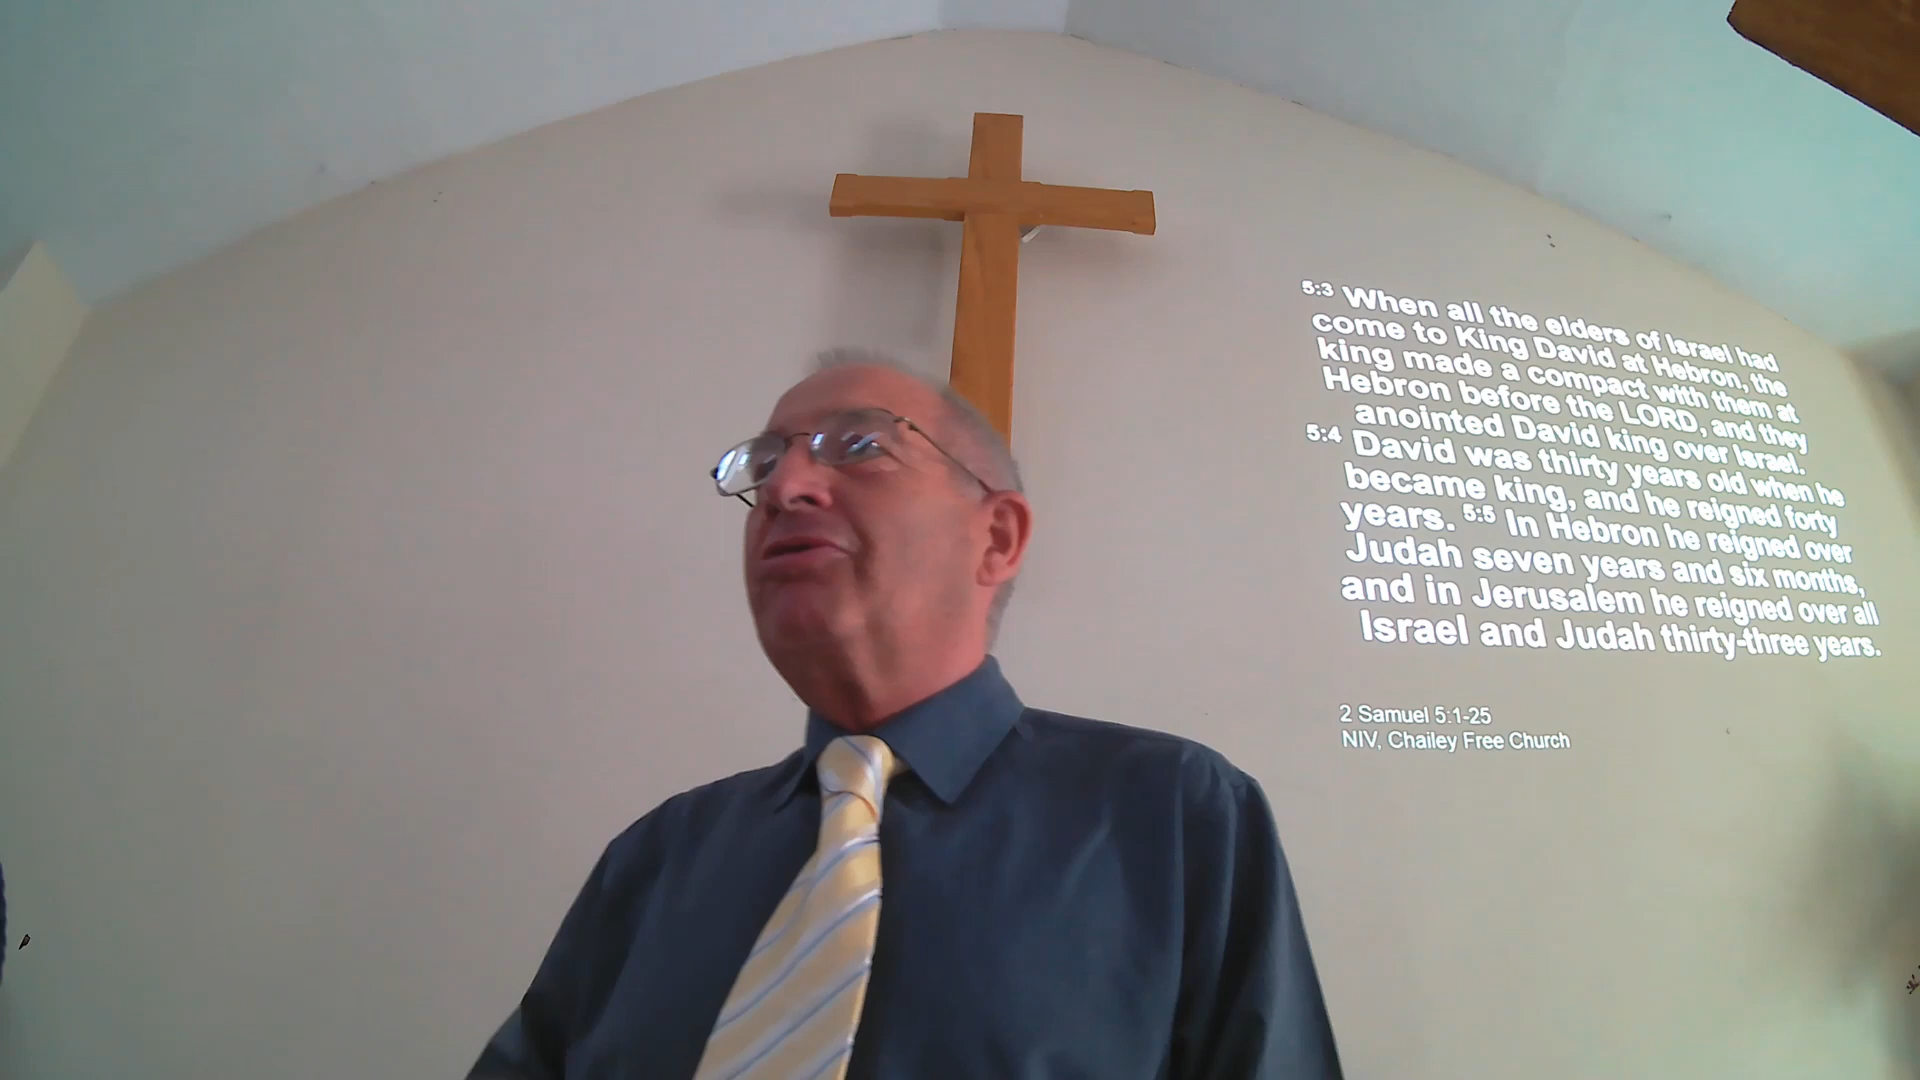 5:3 When all the elders of Israel had
come to King David at Hebron, the
king made a compact with them at
Hebron before the LORD, and they
anointed David king over Israel.
5:4 David was thirty years old when he
became king, and he reigned forty
years. 5:5 In Hebron he reigned over
Judah seven years and six months,
and in Jerusalem he reigned over all
Israel and Judah thirty-three years.
2 Samuel 5:1-25
NIV, Chailey Free Church